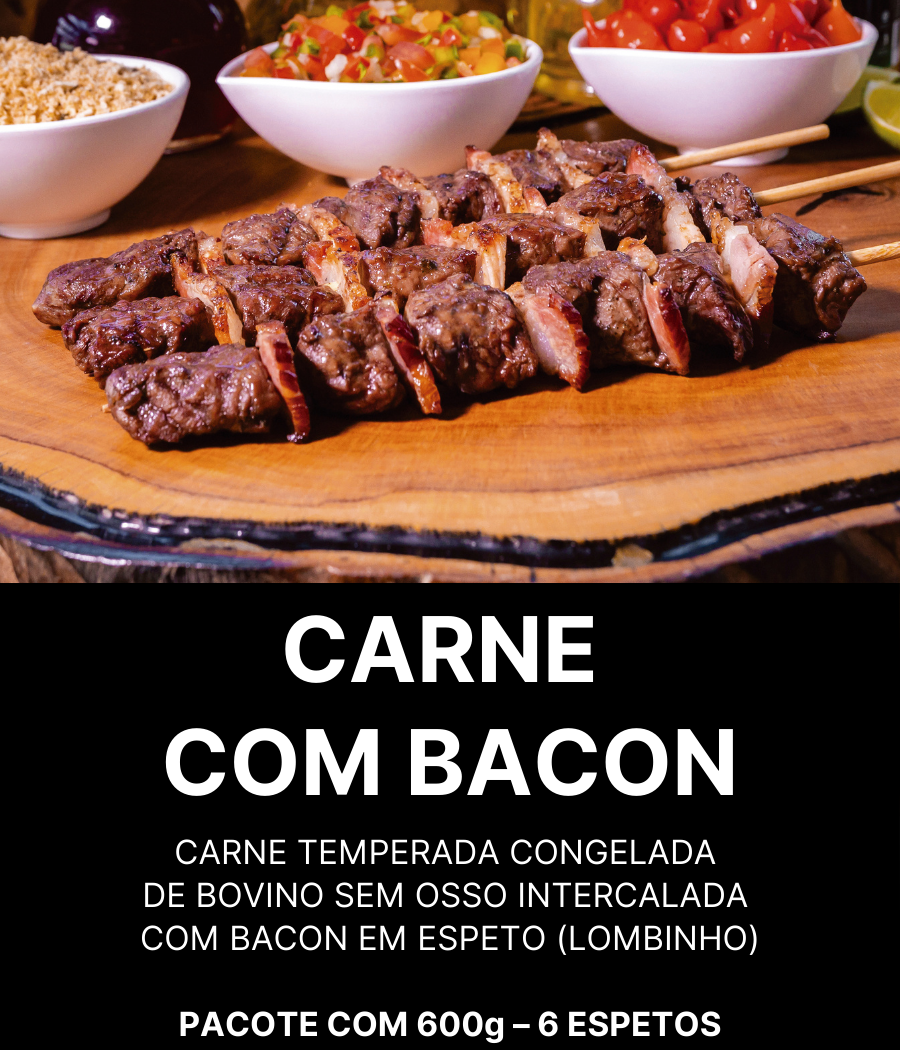 CARNE
COM BACON
CARNE TEMPERADA CONGELADA
DE BOVINO SEM OSSO INTERCALADA
COM BACON EM ESPETO (LOMBINHO)
PACOTE COM 600g – 6 ESPETOS